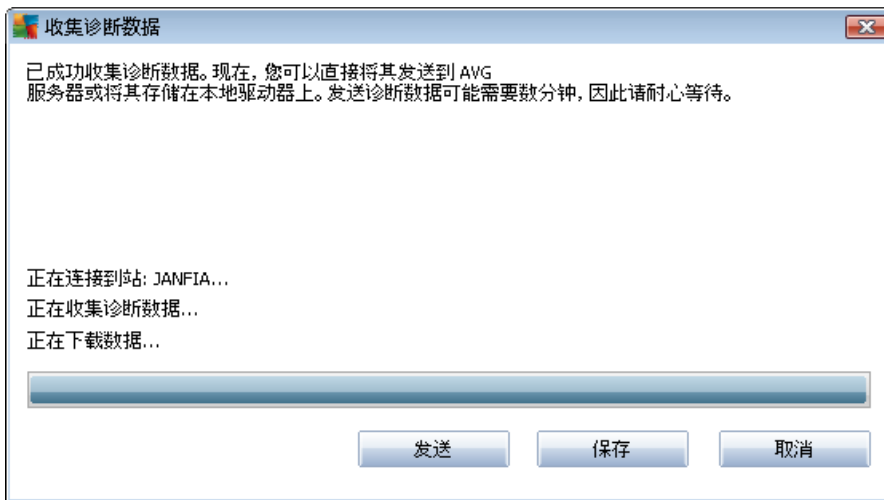 收集诊断数据
已成功收集诊断数据。现在，您可以直接将其发送到 AVG
服务器或将其存储在本地驱动器上。发送诊断数据可能需要数分钟，因此请耐心等待。
正在连接到站: JANFIA...
正在收集诊断数据...
正在下载数据...
发送
保存
取消